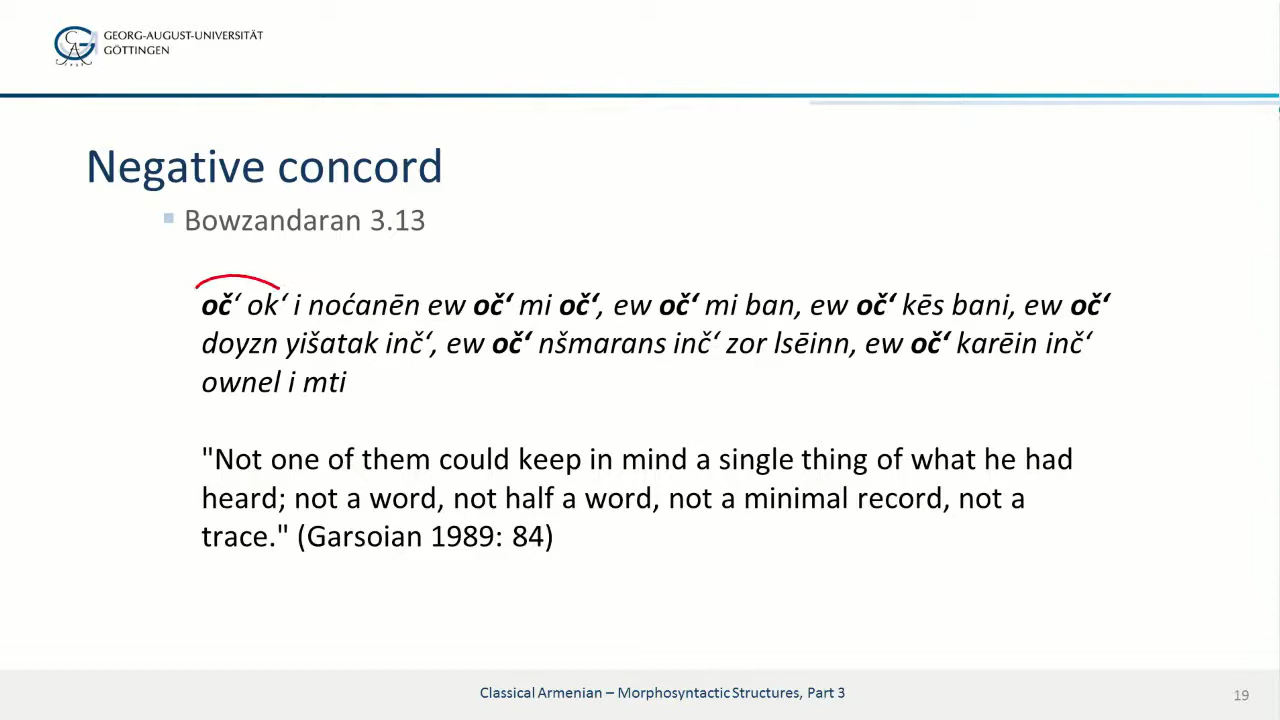 GEORG-AUGUST-UNIVERSITÄT
GÖTTINGEN
Negative concord
Bowzandaran 3.13
oč‘ ok‘ i noćanēn ew oč‘ mi oč‘, ew oč‘ mi ban, ew oč‘ kēs bani, ew oč‘
doyzn yišatak inč‘, ew oč‘ nšmarans inč‘ zor lsēinn, ew oč‘ karēin inč‘
ownel i mti
"Not one of them could keep in mind a single thing of what he had
heard; not a word, not half a word, not a minimal record, not a
trace." (Garsoian 1989: 84)
Classical Armenian – Morphosyntactic Structures, Part 3
19